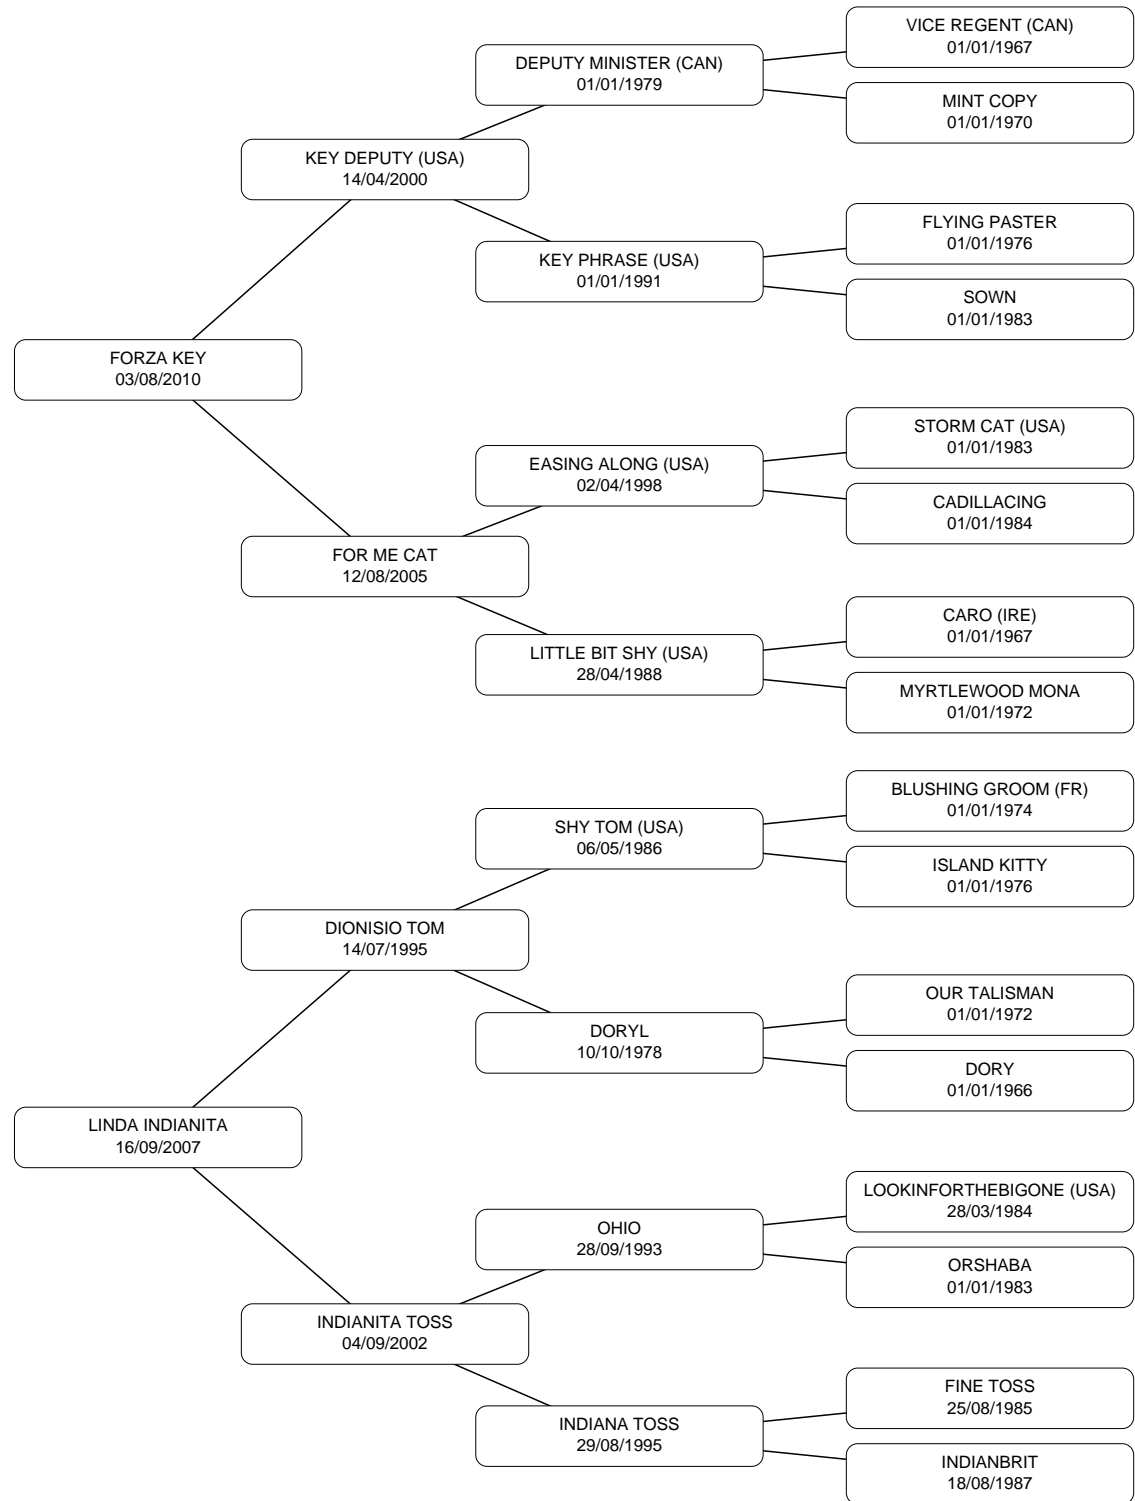 VICE REGENT (CAN)
01/01/1967
DEPUTY MINISTER (CAN)
01/01/1979
MINT COPY
01/01/1970
KEY DEPUTY (USA)
14/04/2000
FLYING PASTER
01/01/1976
KEY PHRASE (USA)
01/01/1991
SOWN
01/01/1983
FORZA KEY
03/08/2010
STORM CAT (USA)
01/01/1983
EASING ALONG (USA)
02/04/1998
CADILLACING
01/01/1984
FOR ME CAT
12/08/2005
CARO (IRE)
01/01/1967
LITTLE BIT SHY (USA)
28/04/1988
MYRTLEWOOD MONA
01/01/1972
BLUSHING GROOM (FR)
01/01/1974
SHY TOM (USA)
06/05/1986
ISLAND KITTY
01/01/1976
DIONISIO TOM
14/07/1995
OUR TALISMAN
01/01/1972
DORYL
10/10/1978
DORY
01/01/1966
LINDA INDIANITA
16/09/2007
LOOKINFORTHEBIGONE (USA)
28/03/1984
OHIO
28/09/1993
ORSHABA
01/01/1983
INDIANITA TOSS
04/09/2002
FINE TOSS
25/08/1985
INDIANA TOSS
29/08/1995
INDIANBRIT
18/08/1987